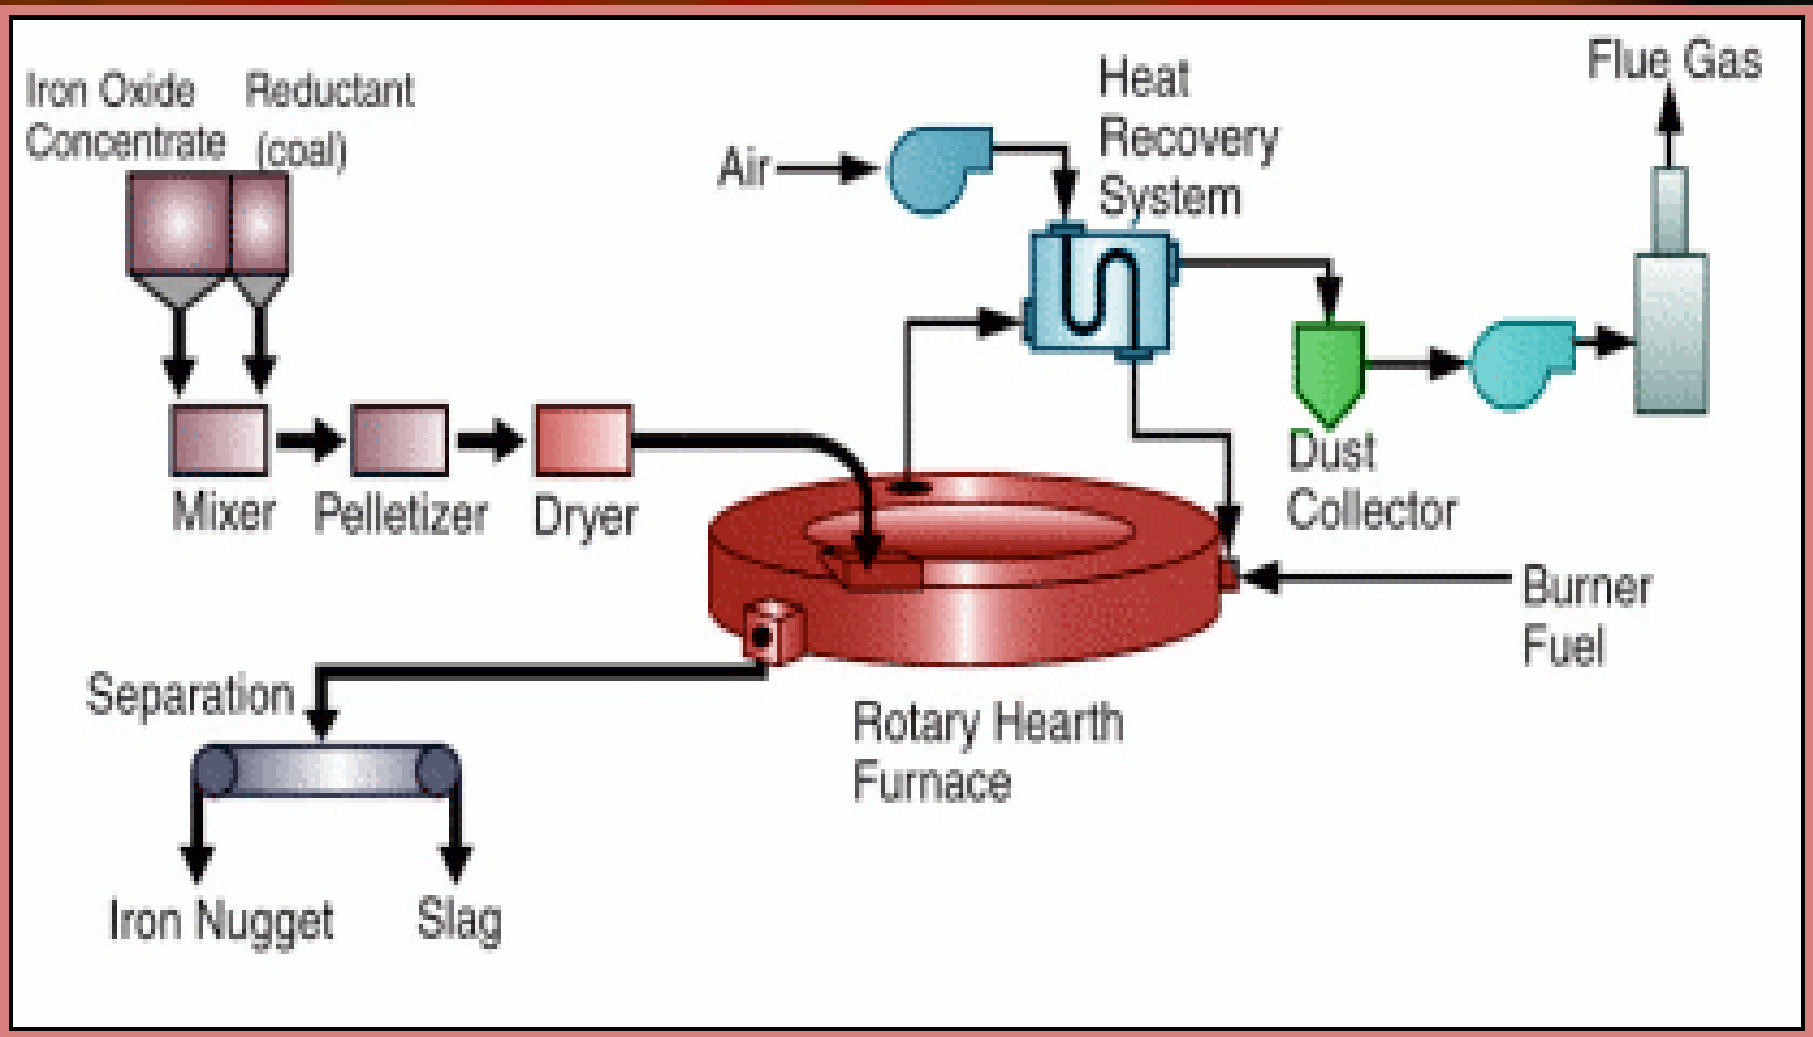 Iron Oxide
Concentrate
Reductant
(coal)
Air
Heat
Recovery
System
Flue Gas
Mixer
Pelletizer
Dryer
Dust
Collector
Burner
Fuel
Separation
Rotary Hearth
Furnace
Iron Nugget
Slag